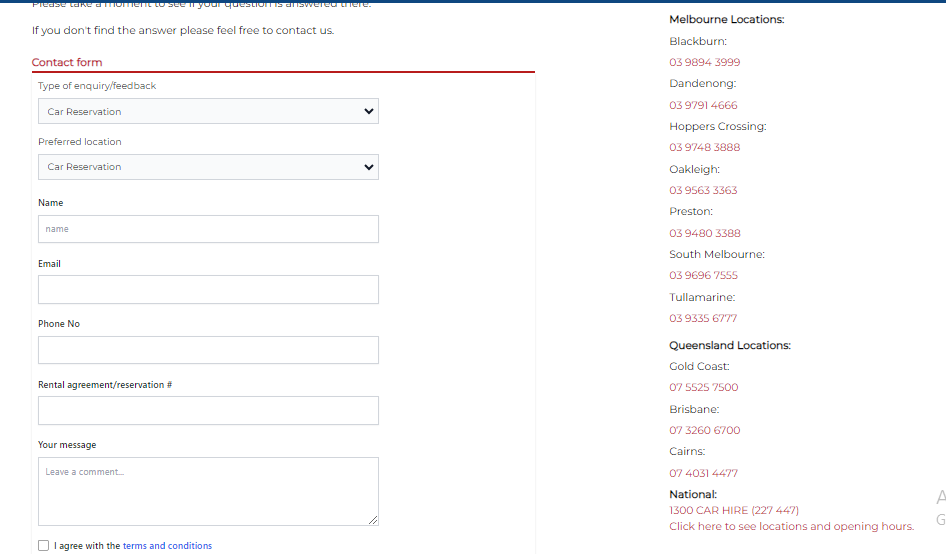 Please take a moment to see if your question is answered there.
If you don't find the answer please feel free to contact us.
Contact form
Type of enquiry/feedback
Car Reservation
Preferred location
Car Reservation
Name
name
Email
Phone No
Rental agreement/reservation #
Your message
Leave a comment...
I agree with the terms and conditions
Melbourne Locations:
Blackburn:
03 9894 3999
Dandenong:
03 9791 4666
Hoppers Crossing:
03 9748 3888
Oakleigh:
03 9563 3363
Preston:
03 9480 3388
South Melbourne:
03 9696 7555
Tullamarine:
03 9335 6777
Queensland Locations:
Gold Coast:
07 5525 7500
Brisbane:
07 3260 6700
Cairns:
07 4031 4477
National:
1300 CAR HIRE (227 447)
Click here to see locations and opening hours.
A
G